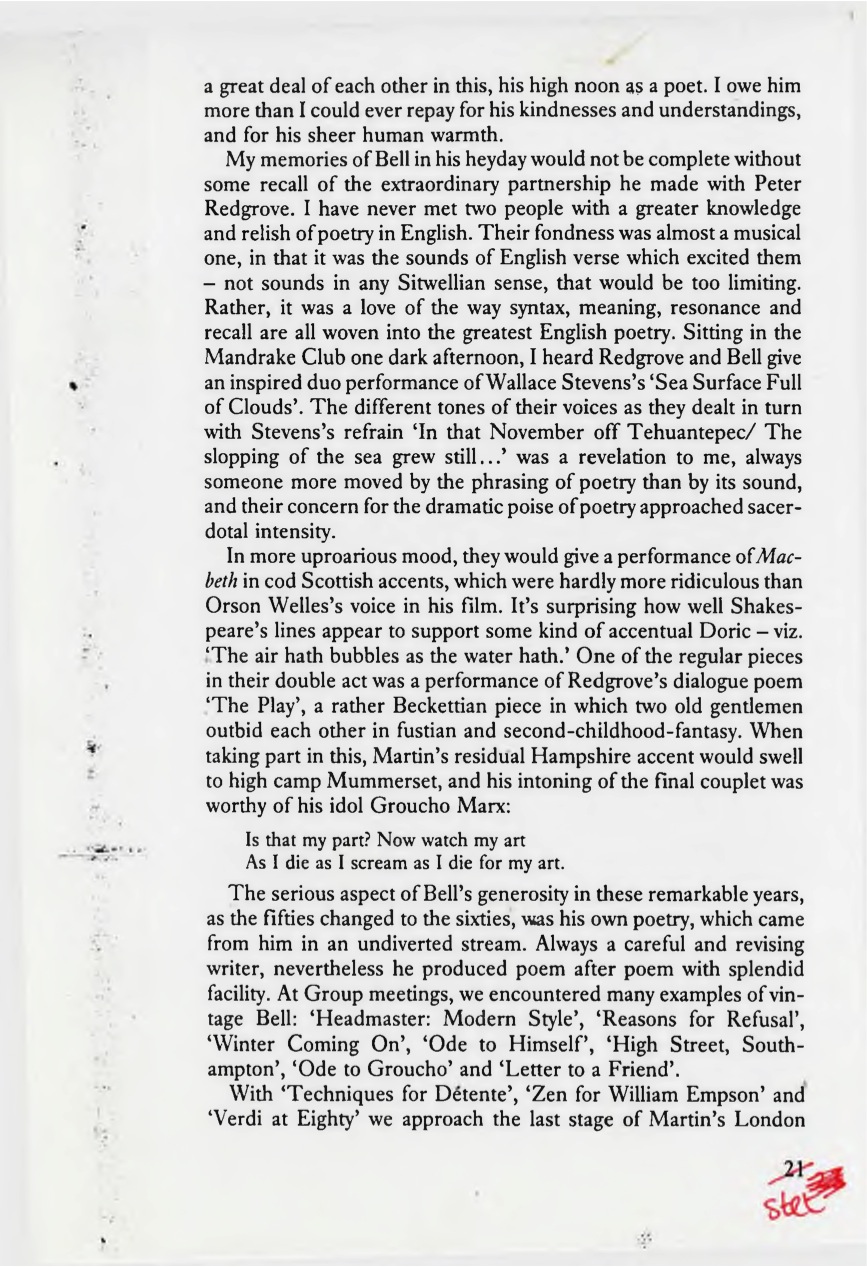 a great deal of each other in this, his high noon as a poet. I owe him
more than I could ever repay for his kindnesses and understandings,
and for his sheer human warmth.
My memories of Bell in his heyday would not be complete without
some recall of the extraordinary partnership he made with Peter
Redgrove. I have never met two people with a greater knowledge
and relish of poetry in English. Their fondness was almost a musical
one, in that it was the sounds of English verse which excited them
– not sounds in any Sitwellian sense, that would be too limiting.
Rather, it was a love of the way syntax, meaning, resonance and
recall are all woven into the greatest English poetry. Sitting in the
Mandrake Club one dark afternoon, I heard Redgrove and Bell give
an inspired duo performance of Wallace Stevens's ‘Sea Surface Full
of Clouds’. The different tones of their voices as they dealt in turn
with Stevens's refrain ‘In that November off Tehuantepec/ The
slopping of the sea grew still...’ was a revelation to me, always
someone more moved by the phrasing of poetry than by its sound,
and their concern for the dramatic poise of poetry approached sacer-
dotal intensity.
In more uproarious mood, they would give a performance of Mac-
beth in cod Scottish accents, which were hardly more ridiculous than
Orson Welles's voice in his film. It's surprising how well Shakes-
peare's lines appear to support some kind of accentual Doric – viz.
‘The air hath bubbles as the water hath.’ One of the regular pieces
in their double act was a performance of Redgrove's dialogue poem
‘The Play’, a rather Beckettian piece in which two old gentlemen
outbid each other in fustian and second-childhood-fantasy. When
taking part in this, Martin's residual Hampshire accent would swell
to high camp Mummerset, and his intoning of the final couplet was
worthy of his idol Groucho Marx:
Is that my part? Now watch my art
As I die as I scream as I die for my art.
The serious aspect of Bell's generosity in these remarkable years,
as the fifties changed to the sixties, was his own poetry, which came
from him in an undiverted stream. Always a careful and revising
writer, nevertheless he produced poem after poem with splendid
facility. At Group meetings, we encountered many examples of vin-
tage Bell: ‘Headmaster: Modern Style’, ‘Reasons for Refusal’,
‘Winter Coming On’, ‘Ode to Himself’, ‘High Street, South-
ampton’, ‘Ode to Groucho’ and ‘Letter to a Friend’.
With ‘Techniques for Détente’, ‘Zen for William Empson’ and
‘Verdi at Eighty’ we approach the last stage of Martin's London
21
stet